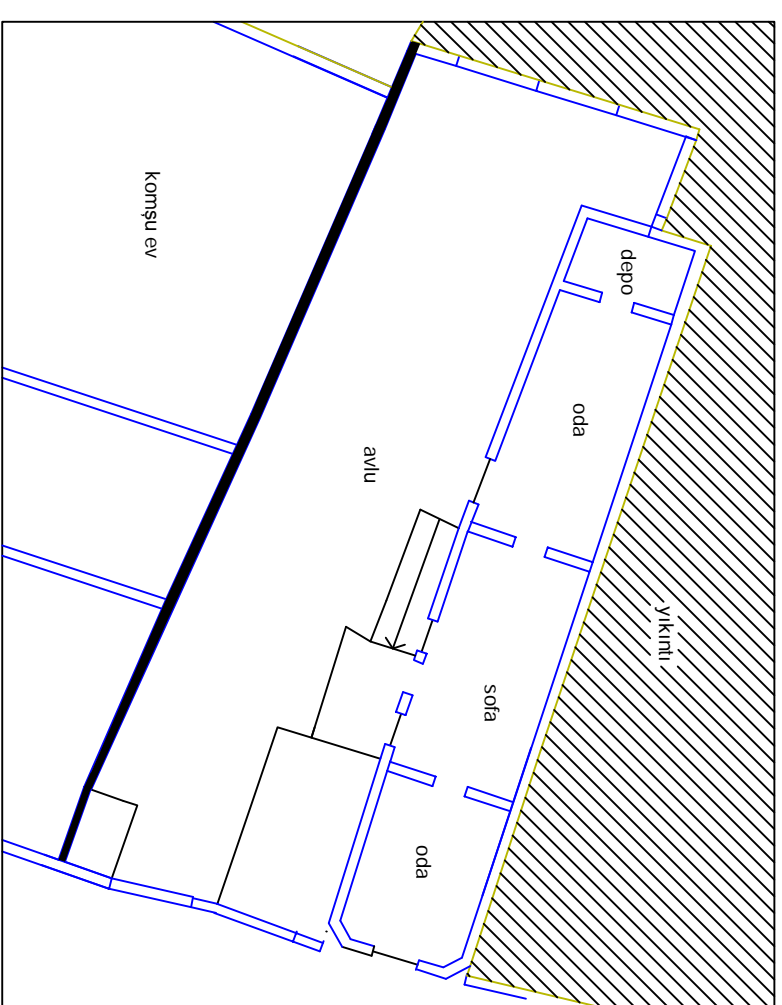 komşu ev
depo
oda
avlu
yıkıntı
sofa
oda